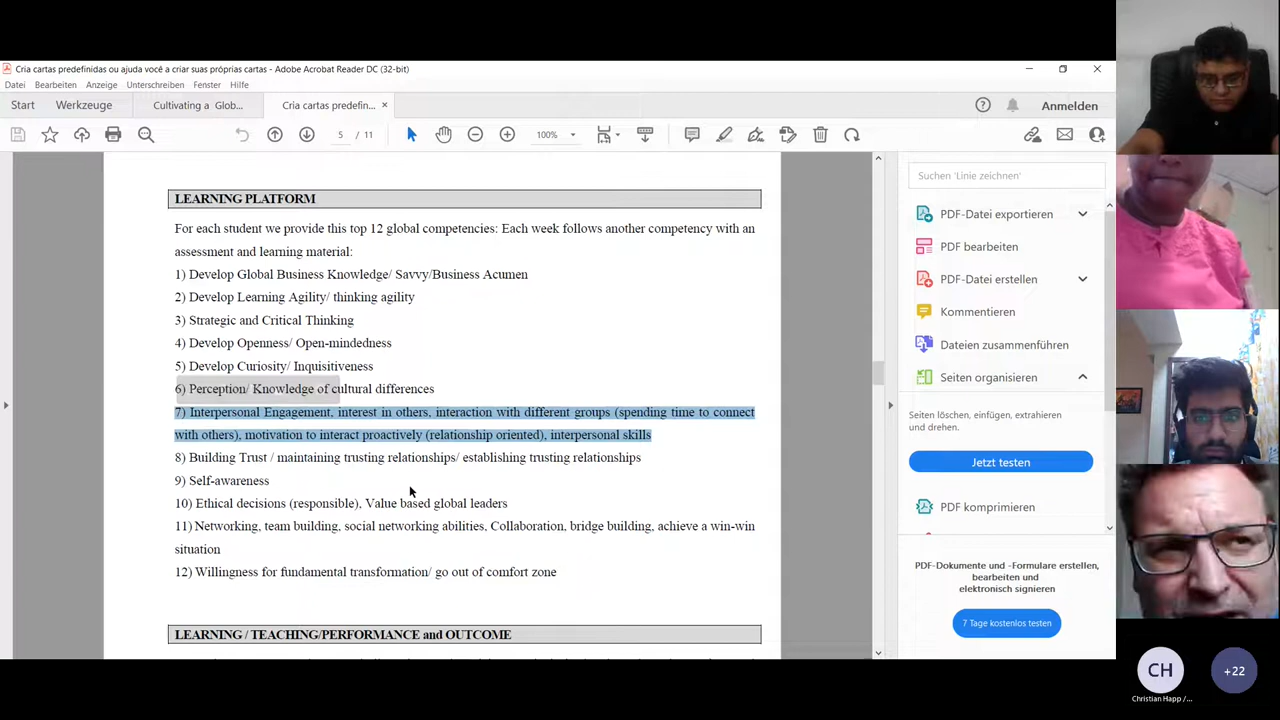 Cria cartas predefinidas ou ajuda você a criar suas próprias cartas - Adobe Acrobat Reader DC (32-bit)
Datei Bearbeiten Anzeige Unterschreiben Fenster Hilfe
Start Werkzeuge Cultivating a Glob... Cria cartas predefin... × Anmelden
5 / 11 100%
LEARNING PLATFORM
For each student we provide this top 12 global competencies: Each week follows another competency with an
assessment and learning material:
1) Develop Global Business Knowledge/ Savvy/Business Acumen
2) Develop Learning Agility/ thinking agility
3) Strategic and Critical Thinking
4) Develop Openness/ Open-mindedness
5) Develop Curiosity/ Inquisitiveness
6) Perception/ Knowledge of cultural differences
7) Interpersonal Engagement, interest in others, interaction with different groups (spending time to connect
with others), motivation to interact proactively (relationship oriented), interpersonal skills
8) Building Trust / maintaining trusting relationships/ establishing trusting relationships
9) Self-awareness
10) Ethical decisions (responsible), Value based global leaders
11) Networking, team building, social networking abilities, Collaboration, bridge building, achieve a win-win
situation
12) Willingness for fundamental transformation/ go out of comfort zone
LEARNING / TEACHING/PERFORMANCE and OUTCOME
Suchen 'Linie zeichnen'
PDF-Datei exportieren
PDF bearbeiten
PDF-Datei erstellen
Kommentieren
Dateien zusammenführen
Seiten organisieren
Seiten löschen, einfügen, extrahieren
und drehen.
Jetzt testen
PDF komprimieren
PDF-Dokumente und -Formulare erstellen,
bearbeiten und
elektronisch signieren
7 Tage kostenlos testen
CH
Christian Happ /...
+22